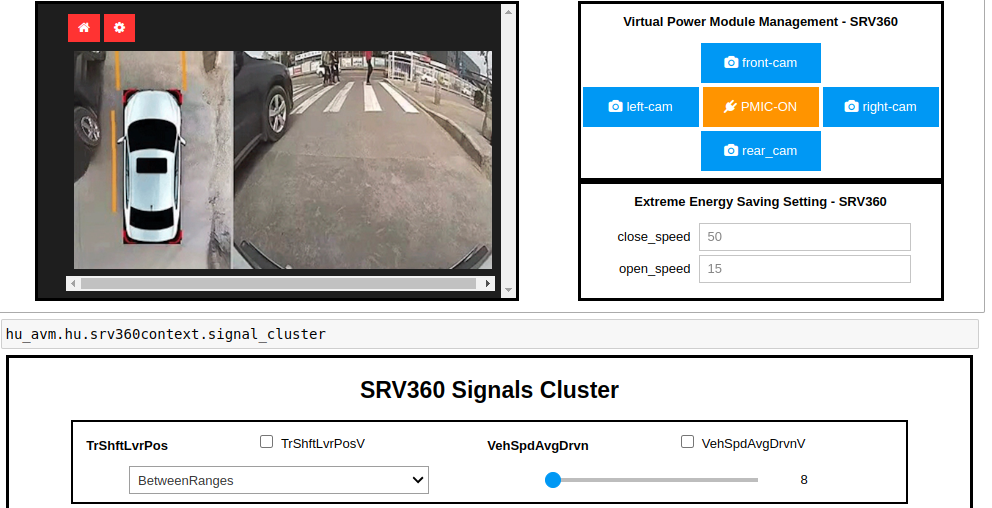 Virtual Power Module Management - SRV360
front-cam
left-cam
PMIC-ON
right-cam
rear_cam
Extreme Energy Saving Setting - SRV360
close_speed 50
open_speed 15
hu_avm.hu.srv360context.signal_cluster
SRV360 Signals Cluster
TrShftLvrPos TrShftLvrPosV VehSpdAvgDrvn VehSpdAvgDrvnV
BetweenRanges 8